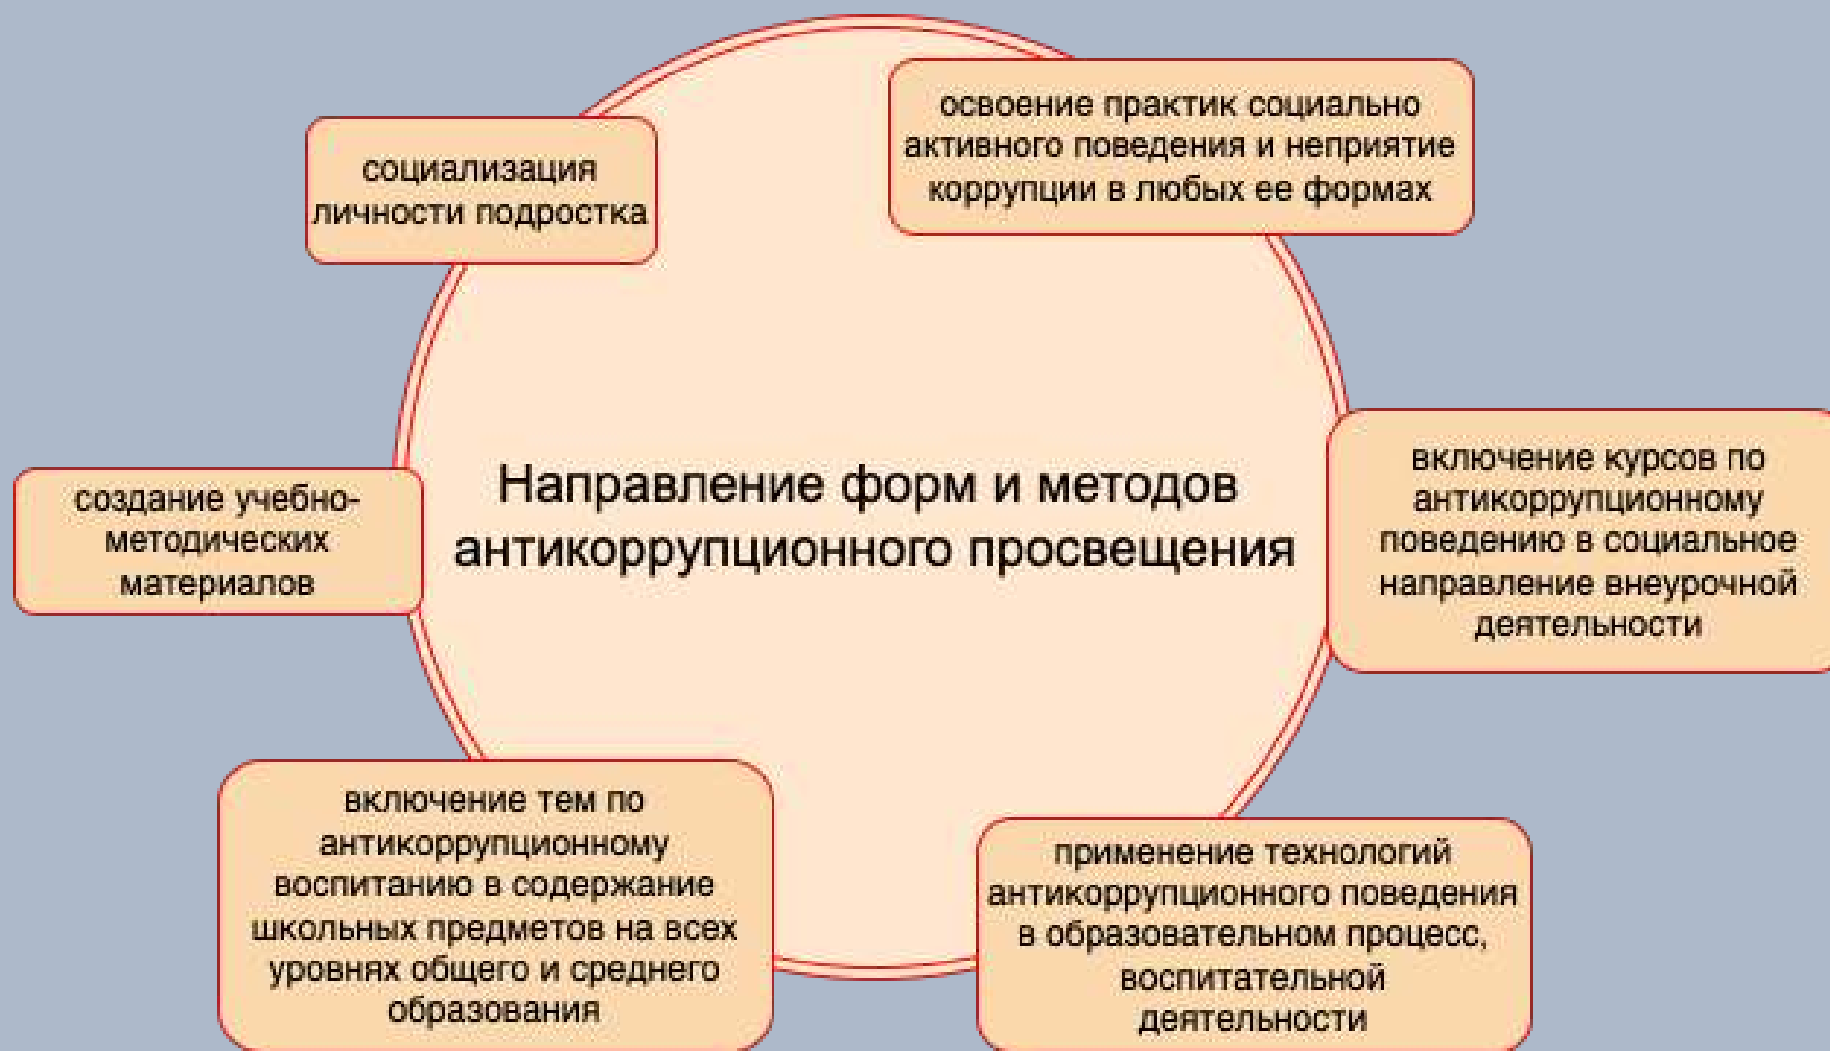 освоение практик социально
активного поведения и неприятие
коррупции в любых ее формах
социализация
личности подростка
Направление форм и методов
антикоррупционного просвещения
включение курсов по
антикоррупционному
поведению в социальное
направление внеурочной
деятельности
создание учебно-
методических
материалов
включение тем по
антикоррупционному
воспитанию в содержание
школьных предметов на всех
уровнях общего и среднего
образования
применение технологий
антикоррупционного поведения
в образовательном процесс,
воспитательной
деятельности